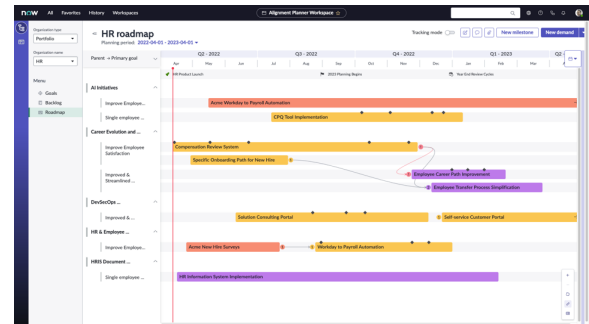 now All Favorites History Workspaces Alignment Planner Workspace
Organization type
Portfolio
Organization name
HR
Menu
Goals
Backlog
Roadmap
HR roadmap
Planning period: 2022-04-01 - 2023-04-01
Tracking mode
New milestone
New demand
Parent -> Primary goal
Q2 - 2022 Q3 - 2022 Q4 - 2022 Q1 - 2023 Q2
Apr May Jun Jul Aug Sep Oct Nov Dec Jan Feb Mar
HR Product Launch 2023 Planning Begins Year End Review Cycles
AI Initiatives
Improve Employe... Acme Workday to Payroll Automation
Single employee ... CPQ Tool Implementation
Career Evolution and ...
Improve Employee
Satisfaction
Compensation Review System
Specific Onboarding Path for New Hire
Improved &
Streamlined ...
Employee Career Path Improvement
Employee Transfer Process Simplification
DevSecOps ...
Improved & ... Solution Consulting Portal Self-service Customer Portal
HR & Employee ...
Improve Employe... Acme New Hire Surveys Workday to Payroll Automation
HRIS Document ...
Single employee ... HR Information System Implementation